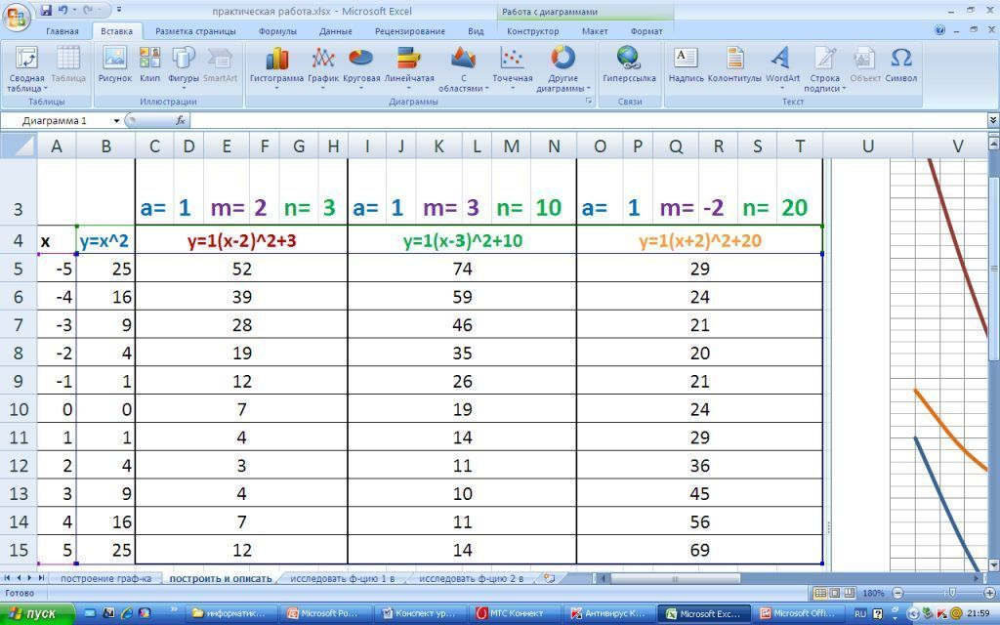 практическая работа.xlsx - Microsoft Excel
Работа с диаграммами
Главная Вставка Разметка страницы Формулы Данные Рецензирование Вид Конструктор Макет Формат
Сводная таблица Таблица Рисунок Клип Фигуры SmartArt Гистограмма График Круговая Линейчатая С областями Точечная Другие диаграммы Гиперссылка Надпись Колонтитулы WordArt Строка подписи Объект Символ
Таблицы Иллюстрации Диаграммы Связи Текст
Диаграмма 1 fx
A B C D E F G H I J K L M N O P Q R S T U V
3 a= 1 m= 2 n= 3 a= 1 m= 3 n= 10 a= 1 m= -2 n= 20
4 x y=x^2 y=1(x-2)^2+3 y=1(x-3)^2+10 y=1(x+2)^2+20
5 -5 25 52 74 29
6 -4 16 39 59 24
7 -3 9 28 46 21
8 -2 4 19 35 20
9 -1 1 12 26 21
10 0 0 7 19 24
11 1 1 4 14 29
12 2 4 3 11 36
13 3 9 4 10 45
14 4 16 7 11 56
15 5 25 12 14 69
построение граф-ка построить и описать исследовать ф-цию 1 в исследовать ф-цию 2 в
Готово 180%
пуск информатик... Microsoft Po... Конспект ур... МТС Коннект Антивирус К... Microsoft Exc... Microsoft Offi... RU 21:59